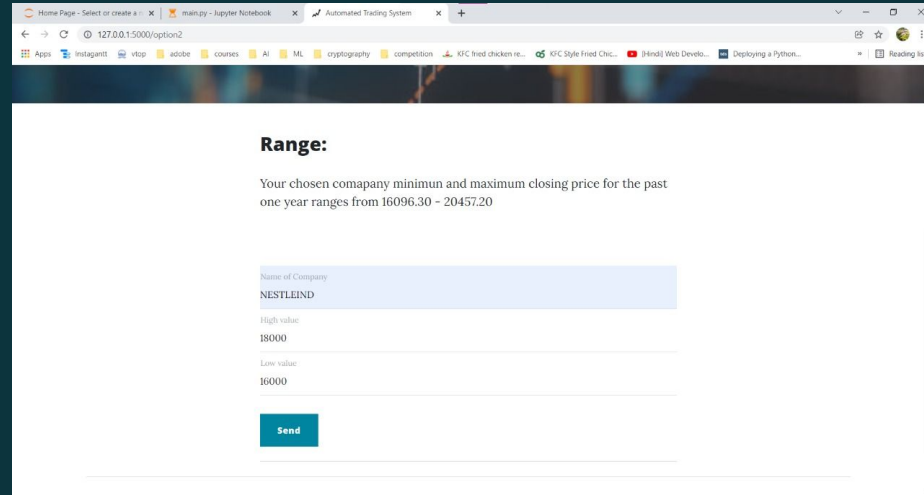 Home Page - Select or create a n
main.py - Jupyter Notebook
Automated Trading System
127.0.0.1:5000/option2
Apps Instagantt vtop adobe courses AI ML cryptography competition KFC fried chicken re... KFC Style Fried Chic... [Hindi] Web Develo... Deploying a Python... » Reading lis
Range:
Your chosen comapany minimun and maximum closing price for the past
one year ranges from 16096.30 - 20457.20
Name of Company
NESTLEIND
High value
18000
Low value
16000
Send